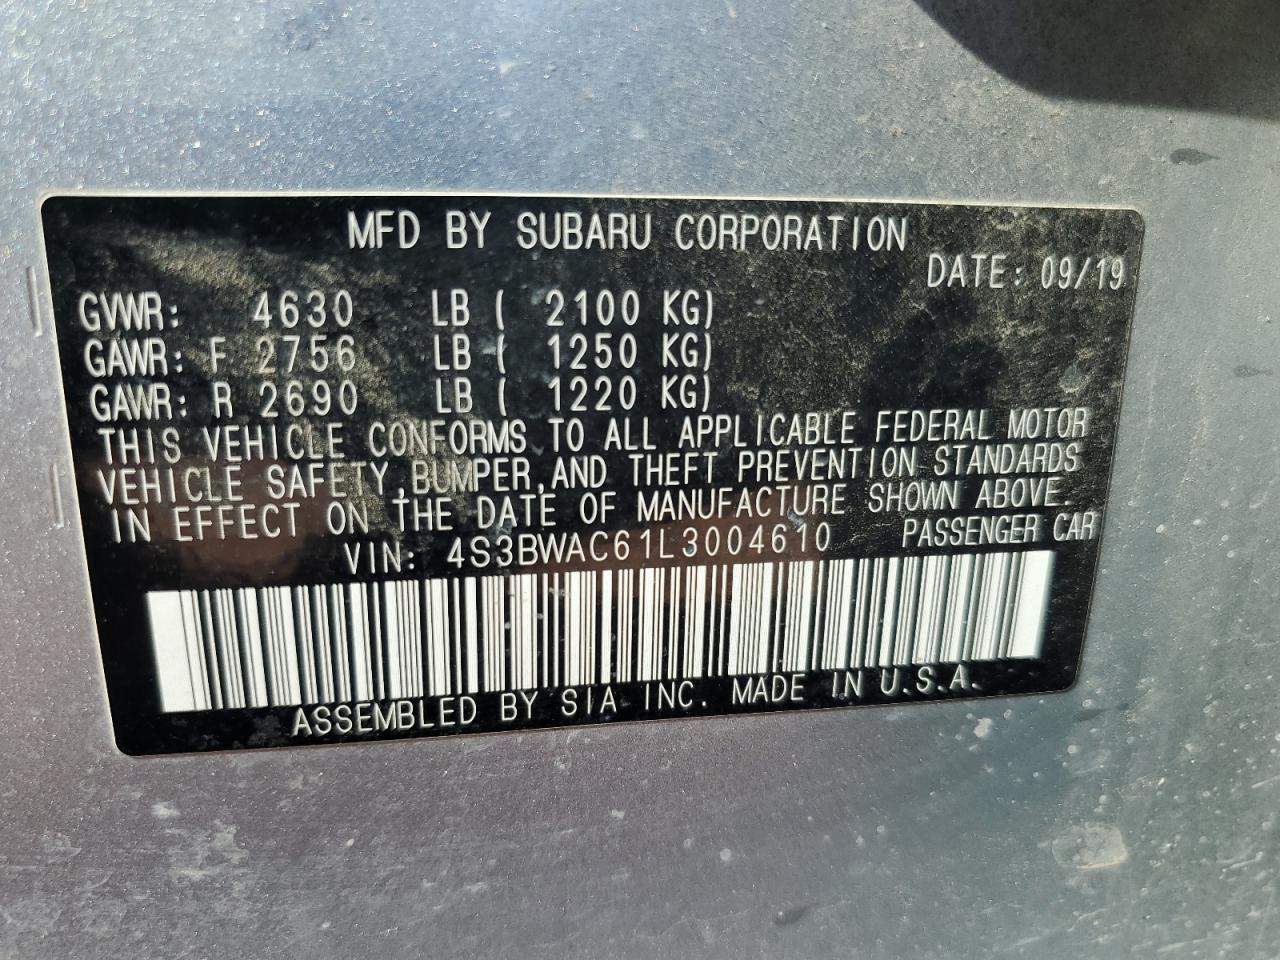 MFD BY SUBARU CORPORATION
DATE: 09/19
GVWR: 4630 LB ( 2100 KG)
GAWR: F 2756 LB ( 1250 KG)
GAWR: R 2690 LB ( 1220 KG)
THIS VEHICLE CONFORMS TO ALL APPLICABLE FEDERAL MOTOR
VEHICLE SAFETY,BUMPER,AND THEFT PREVENTION STANDARDS
IN EFFECT ON THE DATE OF MANUFACTURE SHOWN ABOVE.
VIN: 4S3BWAC61L3004610 PASSENGER CAR
ASSEMBLED BY SIA INC. MADE IN U.S.A.